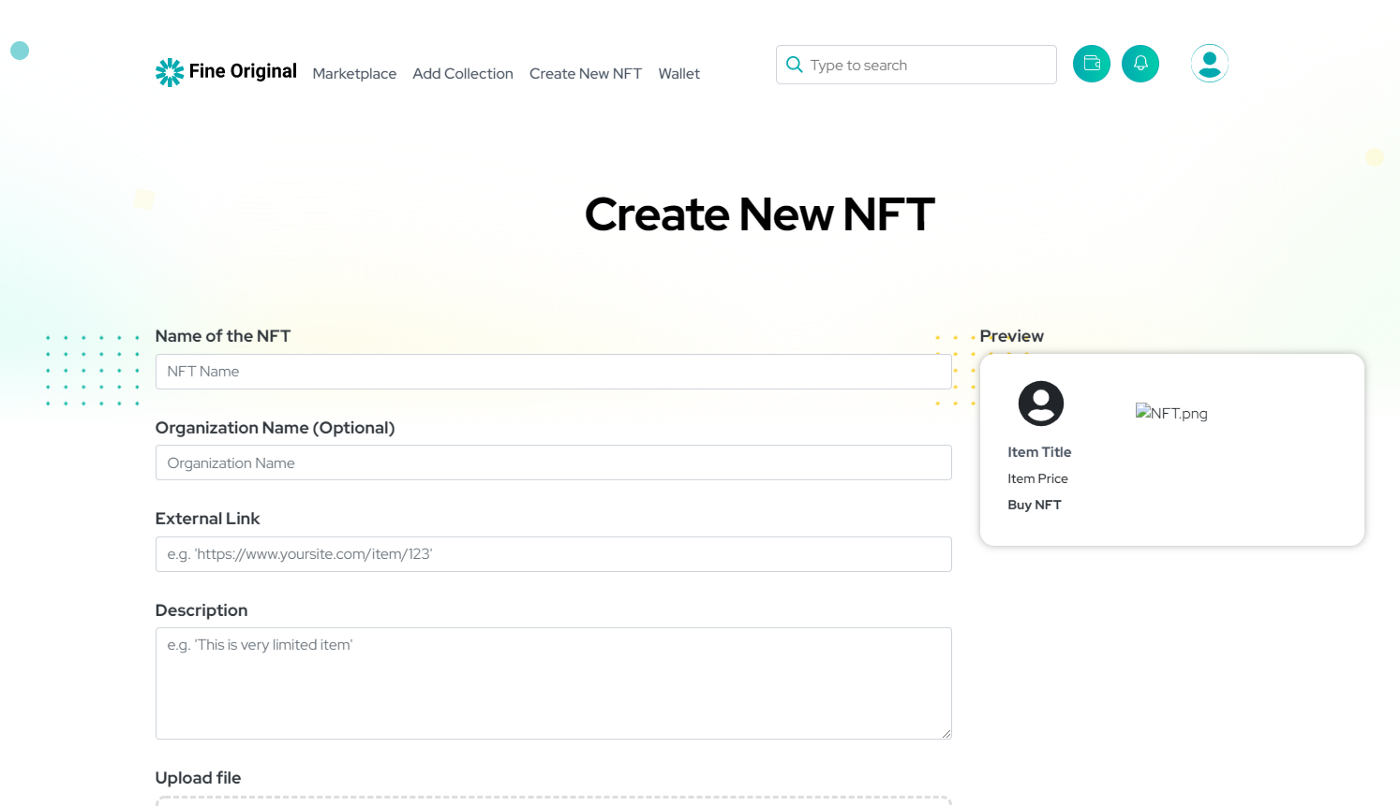 Fine Original
Marketplace
Add Collection
Create New NFT
Wallet
Type to search
Create New NFT
Name of the NFT
NFT Name
Organization Name (Optional)
Organization Name
External Link
e.g. 'https://www.yoursite.com/item/123'
Description
e.g. 'This is very limited item'
Upload file
Preview
NFT.png
Item Title
Item Price
Buy NFT